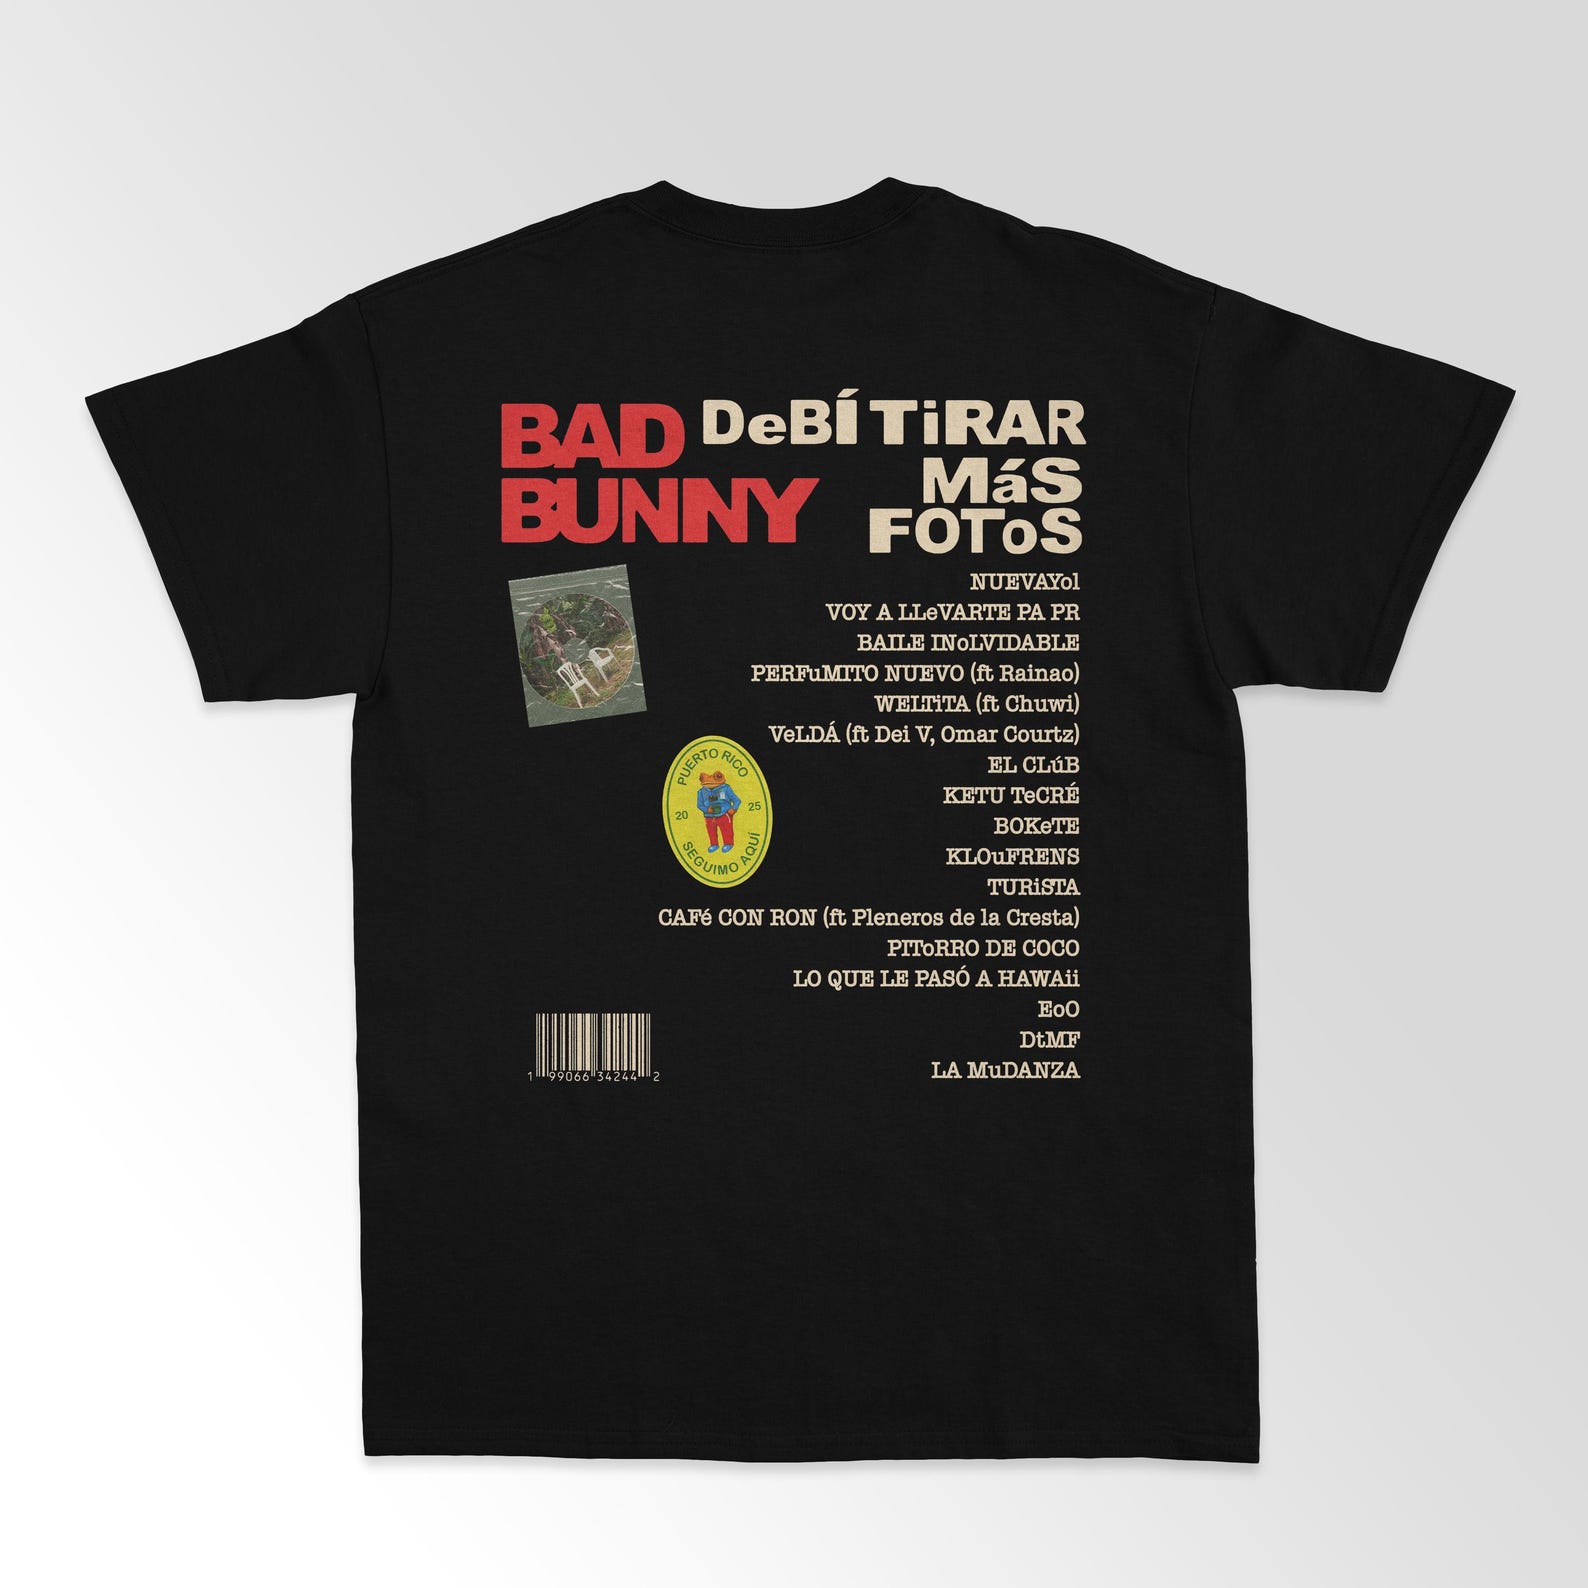 BAD
BUNNY
DeBÍ TiRAR
MáS
FOToS
NUEVAYol
VOY A LLeVARTE PA PR
BAILE INoLVIDABLE
PERFuMITO NUEVO (ft Rainao)
WELTiTA (ft Chuwi)
VeLDÁ (ft Dei V, Omar Courtz)
EL CLúB
KETU TeCRÉ
BOKeTE
KLOuFRENS
TURiSTA
CAFé CON RON (ft Pleneros de la Cresta)
PIToRRO DE COCO
LO QUE LE PASÓ A HAWAii
EoO
DtMF
LA MuDANZA
PUERTO RICO
20 25
SEGUIMO AQUÍ
1 99066 34244 2